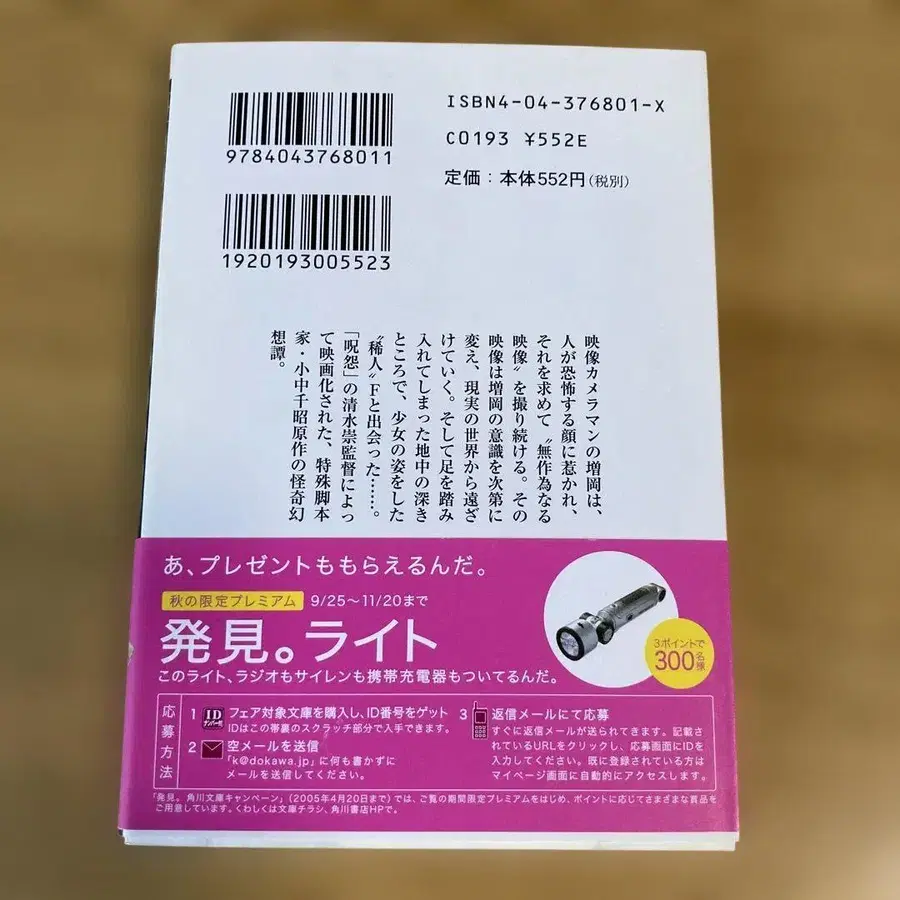 9784043768011
1920193005523
ISBN4-04-376801-X
C0193 ¥552E
定価：本体552円（税別）
映像カメラマンの増岡は、
人が恐怖する顔に惹かれ、
それを求めて〝無作為なる
映像〟を撮り続ける。その
映像は増岡の意識を次第に
変え、現実の世界から遠ざ
けていく。そして足を踏み
入れてしまった地中の深き
ところで、少女の姿をした
〝稀人〟Fと出会った……。
「呪怨」の清水崇監督によっ
て映画化された、特殊脚本
家・小中千昭原作の怪奇幻
想譚。
あ、プレゼントももらえるんだ。
秋の限定プレミアム 9/25〜11/20まで
発見。ライト
このライト、ラジオもサイレンも携帯充電器もついてるんだ。
3ポイントで
300名様
応募方法
1 ID ナンバー付 フェア対象文庫を購入し、ID番号をゲット
IDはこの帯裏のスクラッチ部分で入手できます。
2 空メールを送信
「k@dokawa.jp」に何も書かずに
メールを送信してください。
3 返信メールにて応募
すぐに返信メールが送られてきます。記載さ
れているURLをクリックし、応募画面にIDを
入力してください。既に登録されている方は
マイページ画面に自動的にアクセスします。
「発見。角川文庫キャンペーン」（2005年4月20日まで）では、ご覧の期間限定プレミアムをはじめ、ポイントに応じてさまざまな賞品を
ご用意しています。くわしくは文庫チラシ、角川書店HPで。